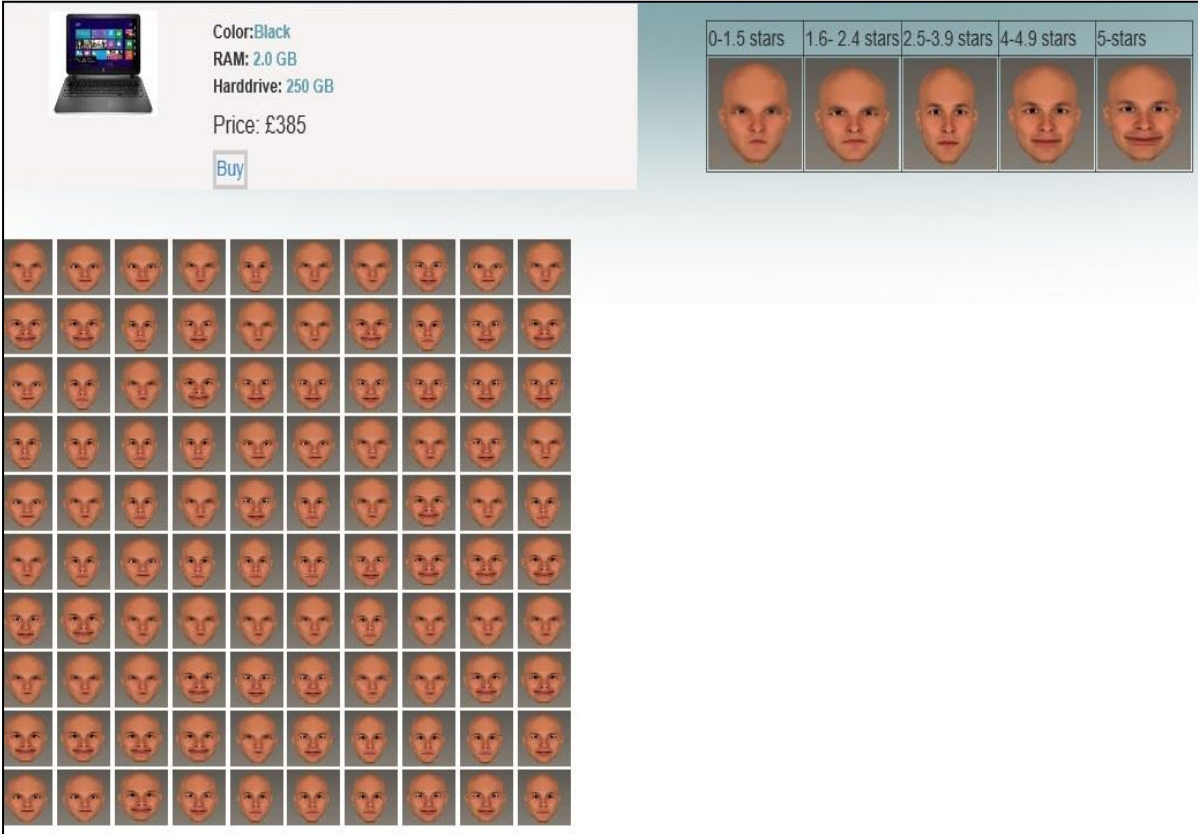 Color:Black
RAM: 2.0 GB
Harddrive: 250 GB
Price: £385
Buy
0-1.5 stars 1.6- 2.4 stars 2.5-3.9 stars 4-4.9 stars 5-stars